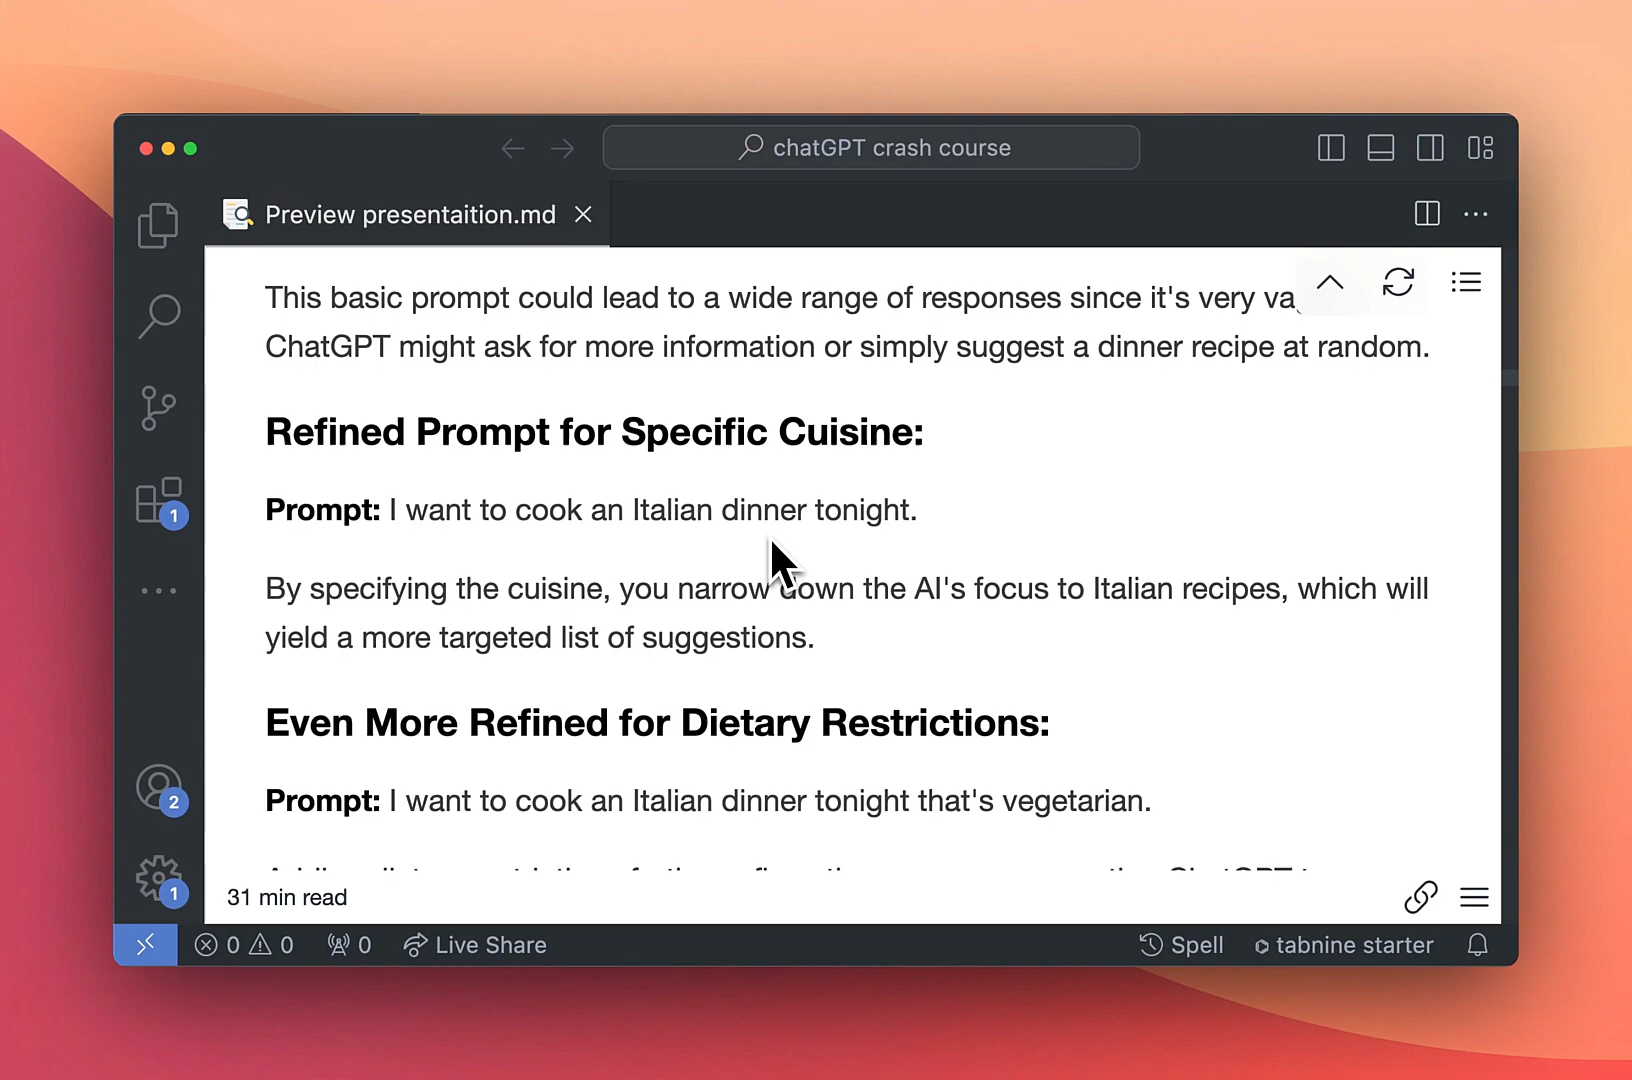 chatGPT crash course
Preview presentaition.md
This basic prompt could lead to a wide range of responses since it's very
ChatGPT might ask for more information or simply suggest a dinner recipe at random.
Refined Prompt for Specific Cuisine:
Prompt: I want to cook an Italian dinner tonight.
By specifying the cuisine, you narrow down the AI's focus to Italian recipes, which will
yield a more targeted list of suggestions.
Even More Refined for Dietary Restrictions:
Prompt: I want to cook an Italian dinner tonight that's vegetarian.
31 min read
1
2
1
0 0 0 Live Share Spell tabnine starter